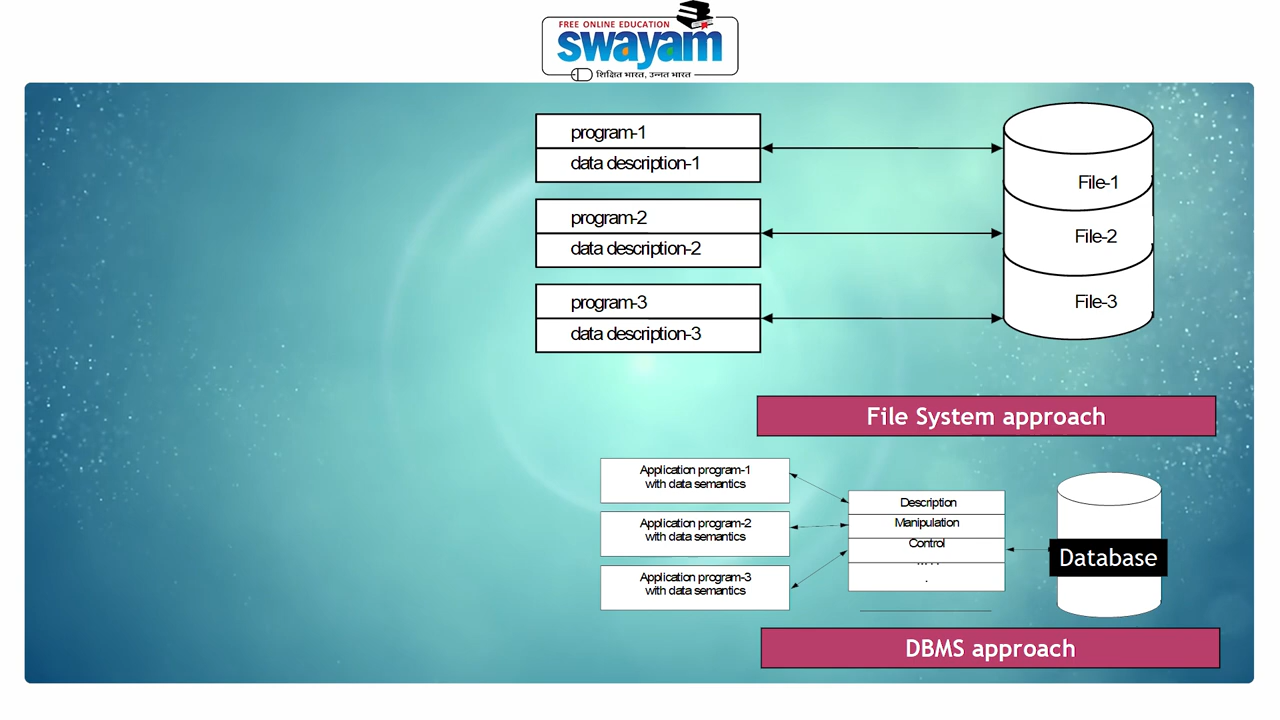 FREE ONLINE EDUCATION
swayam
शिक्षित भारत, उन्नत भारत
program-1
data description-1
program-2
data description-2
program-3
data description-3
File-1
File-2
File-3
File System approach
Application program-1
with data semantics
Application program-2
with data semantics
Application program-3
with data semantics
Description
Manipulation
Control
Database
DBMS approach